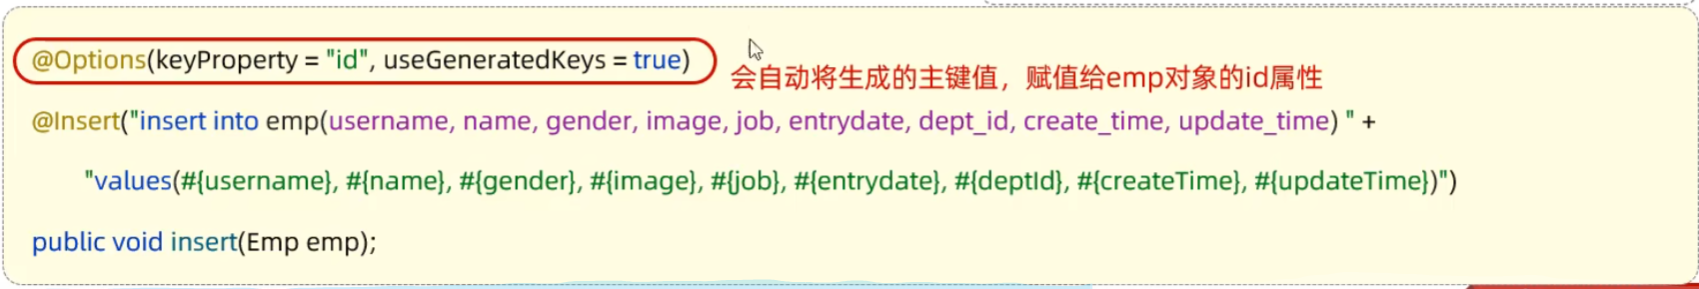 @Options(keyProperty = "id", useGeneratedKeys = true)
会自动将生成的主键值，赋值给emp对象的id属性
@Insert("insert into emp(username, name, gender, image, job, entrydate, dept_id, create_time, update_time) " +
"values(#{username}, #{name}, #{gender}, #{image}, #{job}, #{entrydate}, #{deptId}, #{createTime}, #{updateTime})")
public void insert(Emp emp);